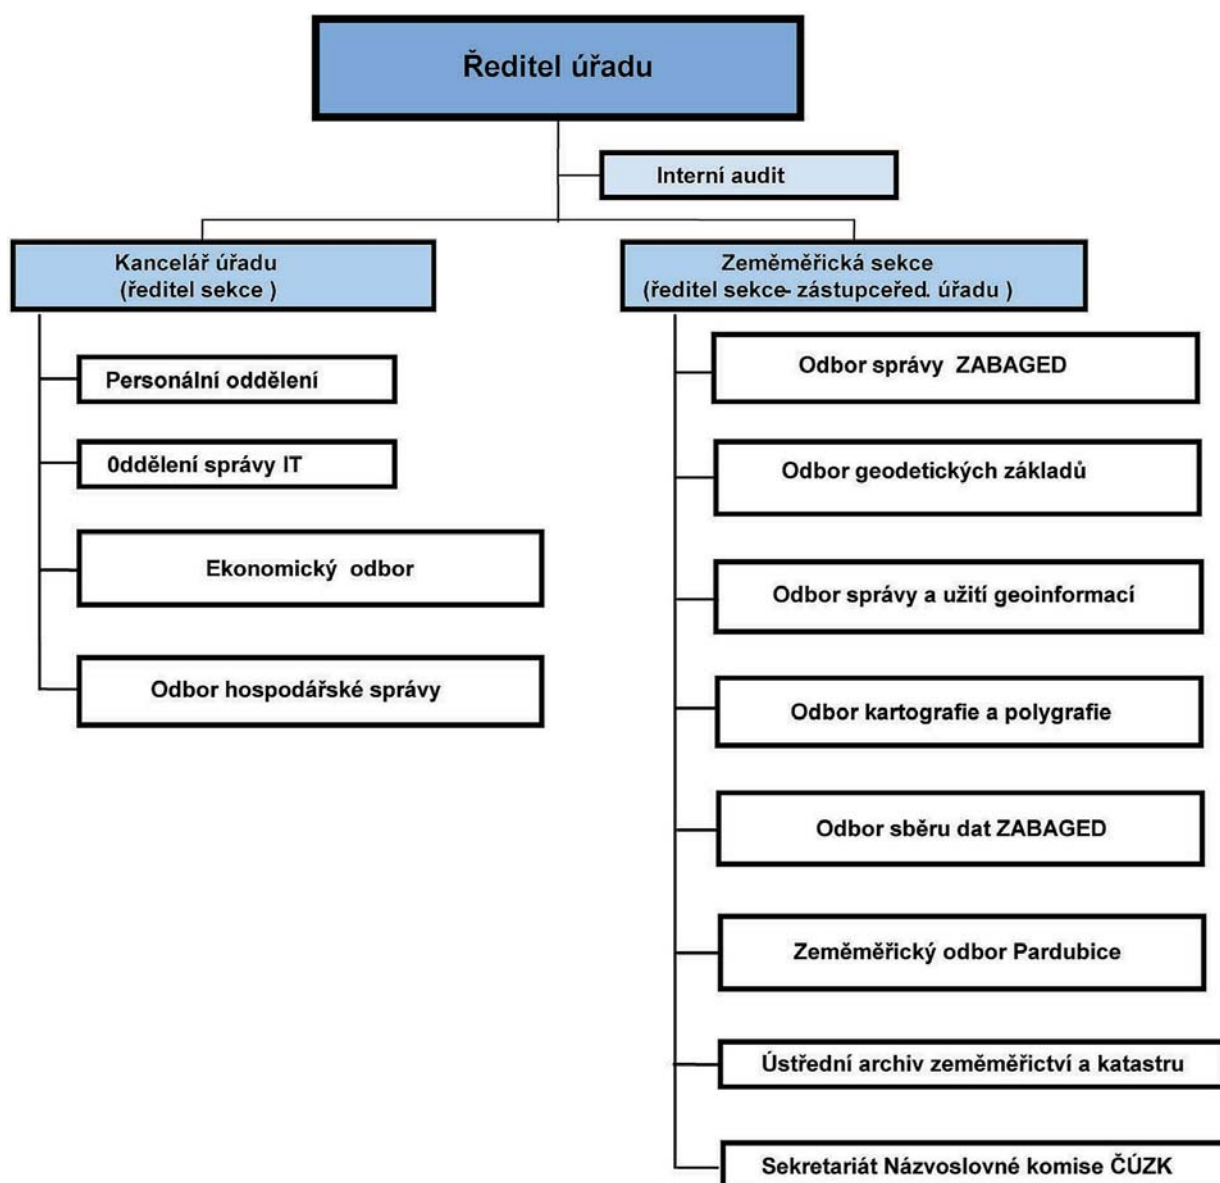 Ředitel úřadu
Interní audit
Kancelář úřadu
(ředitel sekce )
Personální oddělení
0ddělení správy IT
Ekonomický odbor
Odbor hospodářské správy
Zeměměřická sekce
(ředitel sekce- zástupceřed. úřadu )
Odbor správy ZABAGED
Odbor geodetických základů
Odbor správy a užití geoinformací
Odbor kartografie a polygrafie
Odbor sběru dat ZABAGED
Zeměměřický odbor Pardubice
Ústřední archiv zeměměřictví a katastru
Sekretariát Názvoslovné komise ČÚZK